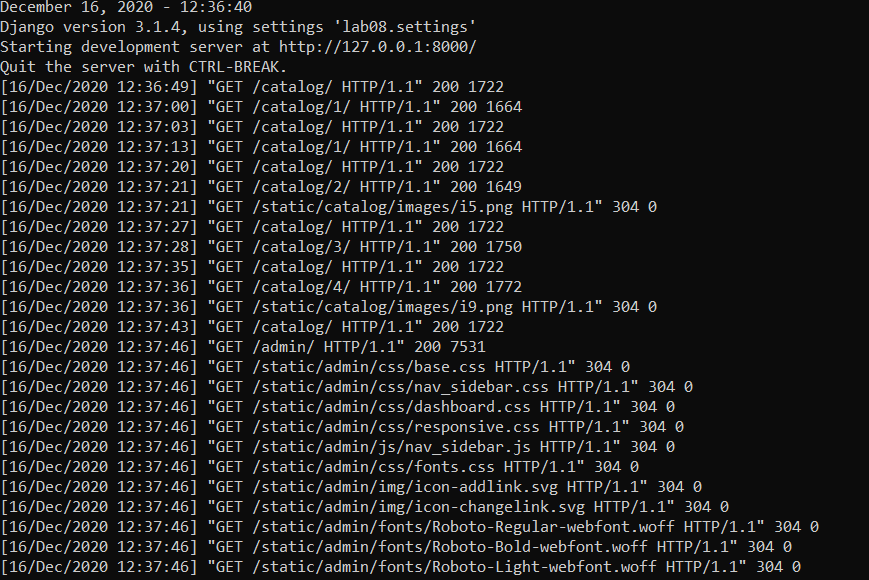 December 16, 2020 - 12:36:40
Django version 3.1.4, using settings 'lab08.settings'
Starting development server at http://127.0.0.1:8000/
Quit the server with CTRL-BREAK.
[16/Dec/2020 12:36:49] "GET /catalog/ HTTP/1.1" 200 1722
[16/Dec/2020 12:37:00] "GET /catalog/1/ HTTP/1.1" 200 1664
[16/Dec/2020 12:37:03] "GET /catalog/ HTTP/1.1" 200 1722
[16/Dec/2020 12:37:13] "GET /catalog/1/ HTTP/1.1" 200 1664
[16/Dec/2020 12:37:20] "GET /catalog/ HTTP/1.1" 200 1722
[16/Dec/2020 12:37:21] "GET /catalog/2/ HTTP/1.1" 200 1649
[16/Dec/2020 12:37:21] "GET /static/catalog/images/i5.png HTTP/1.1" 304 0
[16/Dec/2020 12:37:27] "GET /catalog/ HTTP/1.1" 200 1722
[16/Dec/2020 12:37:28] "GET /catalog/3/ HTTP/1.1" 200 1750
[16/Dec/2020 12:37:35] "GET /catalog/ HTTP/1.1" 200 1722
[16/Dec/2020 12:37:36] "GET /catalog/4/ HTTP/1.1" 200 1772
[16/Dec/2020 12:37:36] "GET /static/catalog/images/i9.png HTTP/1.1" 304 0
[16/Dec/2020 12:37:43] "GET /catalog/ HTTP/1.1" 200 1722
[16/Dec/2020 12:37:46] "GET /admin/ HTTP/1.1" 200 7531
[16/Dec/2020 12:37:46] "GET /static/admin/css/base.css HTTP/1.1" 304 0
[16/Dec/2020 12:37:46] "GET /static/admin/css/nav_sidebar.css HTTP/1.1" 304 0
[16/Dec/2020 12:37:46] "GET /static/admin/css/dashboard.css HTTP/1.1" 304 0
[16/Dec/2020 12:37:46] "GET /static/admin/css/responsive.css HTTP/1.1" 304 0
[16/Dec/2020 12:37:46] "GET /static/admin/js/nav_sidebar.js HTTP/1.1" 304 0
[16/Dec/2020 12:37:46] "GET /static/admin/css/fonts.css HTTP/1.1" 304 0
[16/Dec/2020 12:37:46] "GET /static/admin/img/icon-addlink.svg HTTP/1.1" 304 0
[16/Dec/2020 12:37:46] "GET /static/admin/img/icon-changelink.svg HTTP/1.1" 304 0
[16/Dec/2020 12:37:46] "GET /static/admin/fonts/Roboto-Regular-webfont.woff HTTP/1.1" 304 0
[16/Dec/2020 12:37:46] "GET /static/admin/fonts/Roboto-Bold-webfont.woff HTTP/1.1" 304 0
[16/Dec/2020 12:37:46] "GET /static/admin/fonts/Roboto-Light-webfont.woff HTTP/1.1" 304 0